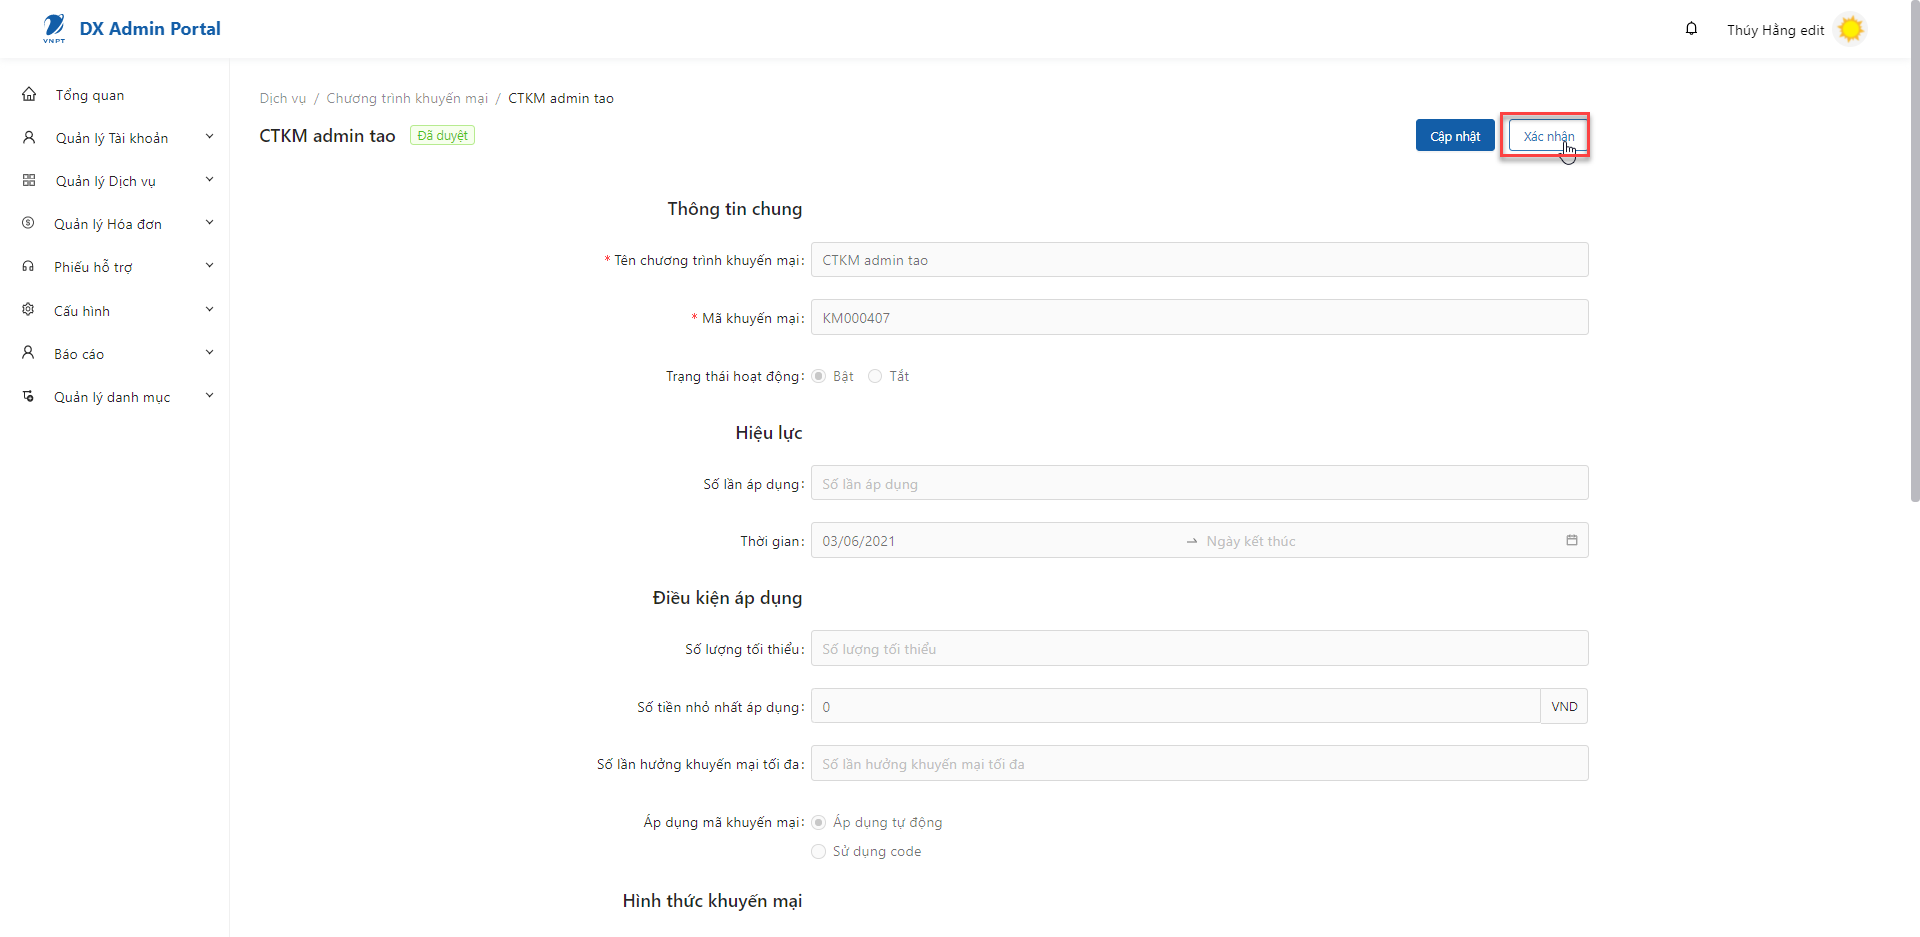 VNPT
DX Admin Portal
Thúy Hằng edit
Tổng quan
Quản lý Tài khoản
Quản lý Dịch vụ
Quản lý Hóa đơn
Phiếu hỗ trợ
Cấu hình
Báo cáo
Quản lý danh mục
Dịch vụ / Chương trình khuyến mại / CTKM admin tao
CTKM admin tao Đã duyệt
Cập nhật Xác nhận
Thông tin chung
* Tên chương trình khuyến mại: CTKM admin tao
* Mã khuyến mại: KM000407
Trạng thái hoạt động: Bật Tắt
Hiệu lực
Số lần áp dụng: Số lần áp dụng
Thời gian: 03/06/2021 → Ngày kết thúc
Điều kiện áp dụng
Số lượng tối thiểu: Số lượng tối thiểu
Số tiền nhỏ nhất áp dụng: 0 VND
Số lần hưởng khuyến mại tối đa: Số lần hưởng khuyến mại tối đa
Áp dụng mã khuyến mại: Áp dụng tự động
Sử dụng code
Hình thức khuyến mại